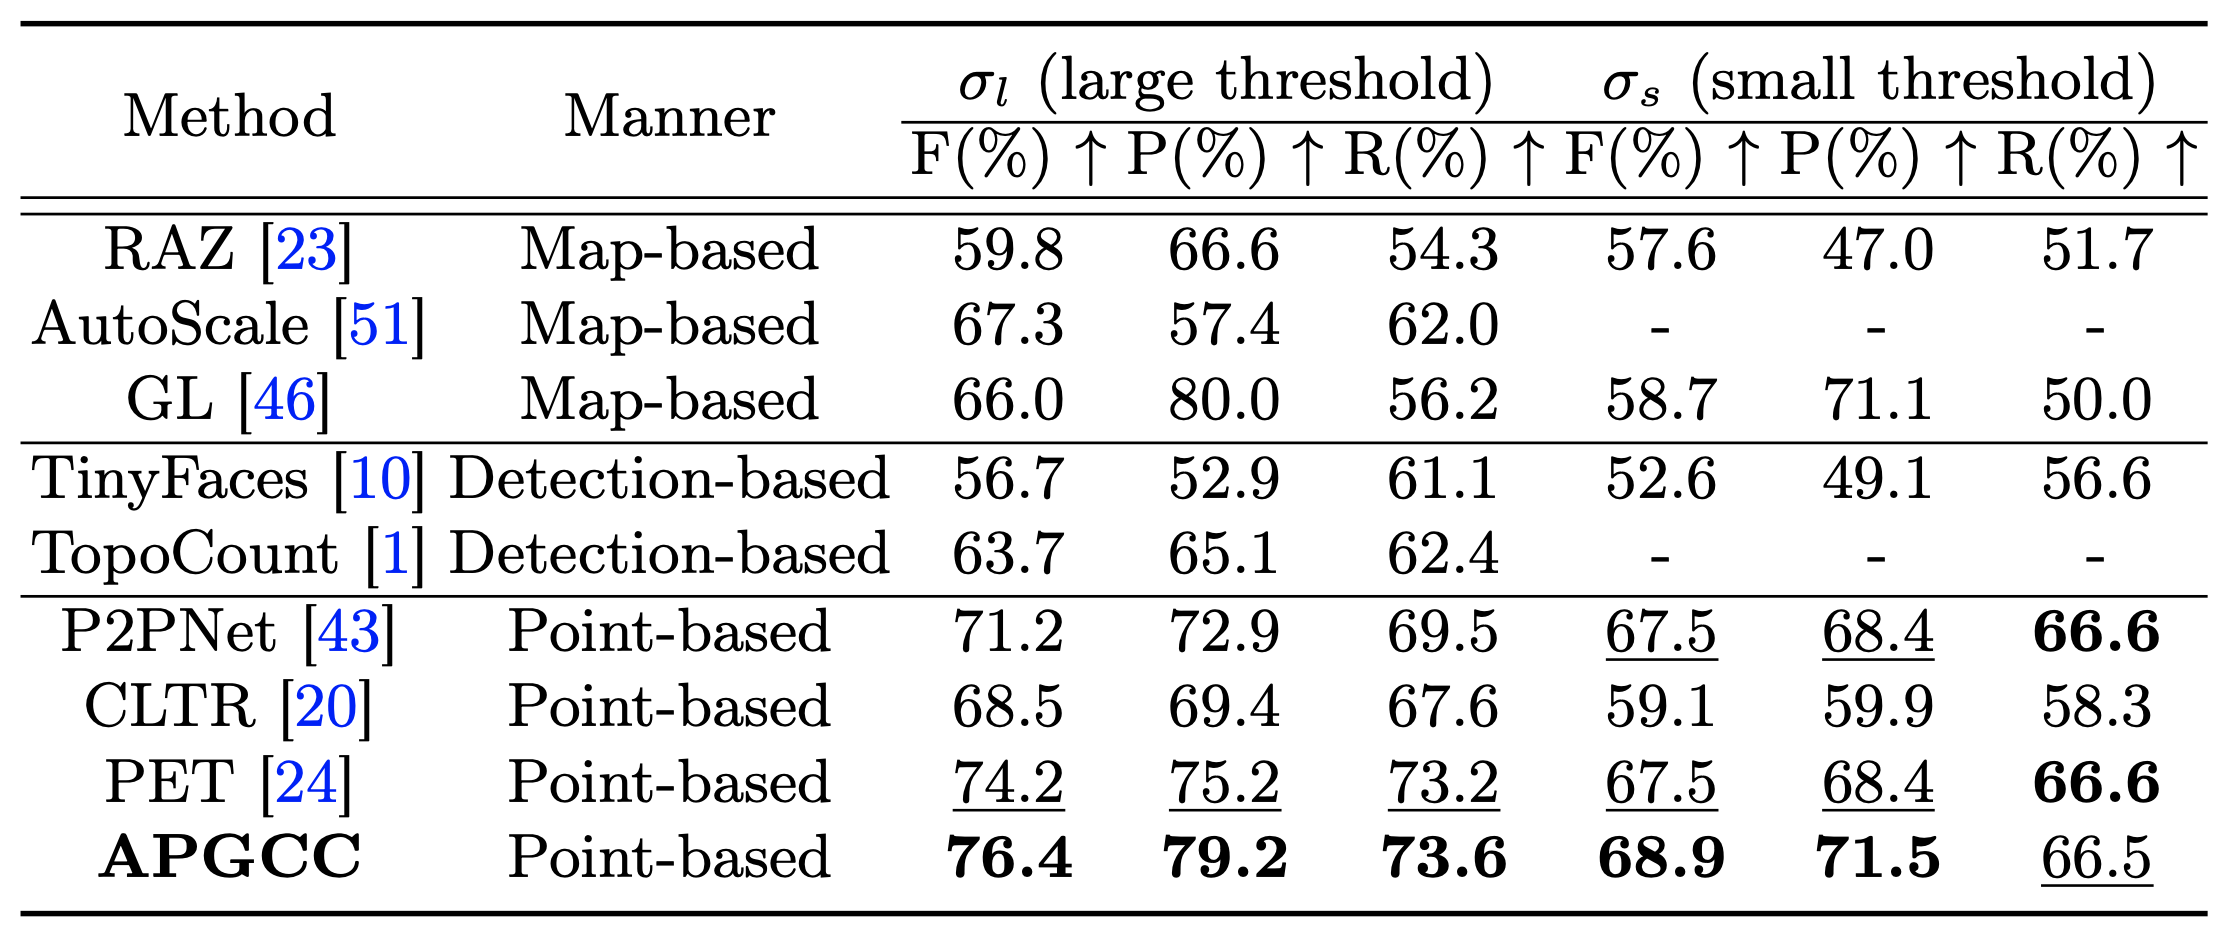 Method Manner σl (large threshold) σs (small threshold)
F(%) ↑ P(%) ↑ R(%) ↑ F(%) ↑ P(%) ↑ R(%) ↑
RAZ [23] Map-based 59.8 66.6 54.3 57.6 47.0 51.7
AutoScale [51] Map-based 67.3 57.4 62.0 - - -
GL [46] Map-based 66.0 80.0 56.2 58.7 71.1 50.0
TinyFaces [10] Detection-based 56.7 52.9 61.1 52.6 49.1 56.6
TopoCount [1] Detection-based 63.7 65.1 62.4 - - -
P2PNet [43] Point-based 71.2 72.9 69.5 67.5 68.4 66.6
CLTR [20] Point-based 68.5 69.4 67.6 59.1 59.9 58.3
PET [24] Point-based 74.2 75.2 73.2 67.5 68.4 66.6
APGCC Point-based 76.4 79.2 73.6 68.9 71.5 66.5